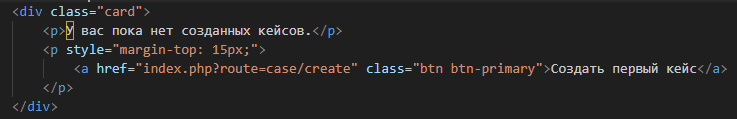 <div class="card">
<p>У вас пока нет созданных кейсов.</p>
<p style="margin-top: 15px;">
<a href="index.php?route=case/create" class="btn btn-primary">Создать первый кейс</a>
</p>
</div>